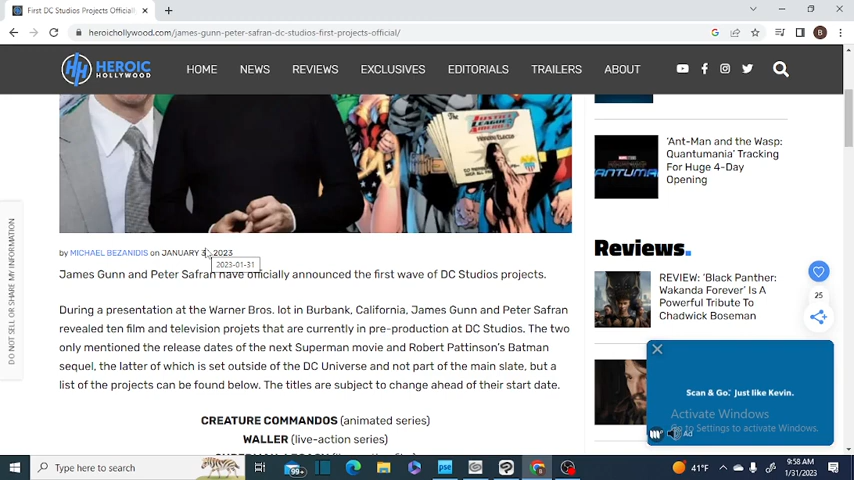 First DC Studios Projects Official
heroichollywood.com/james-gunn-peter-safran-dc-studios-first-projects-official/
B
HEROIC
HOLLYWOOD
HOME NEWS REVIEWS EXCLUSIVES EDITORIALS TRAILERS ABOUT
JUSTICE LEAGUE
AMERICA
'Ant-Man and the Wasp:
Quantumania' Tracking
For Huge 4-Day
Opening
by MICHAEL BEZANIDIS on JANUARY 31, 2023
2023-01-31
James Gunn and Peter Safran have officially announced the first wave of DC Studios projects.
During a presentation at the Warner Bros. lot in Burbank, California, James Gunn and Peter Safran
revealed ten film and television projets that are currently in pre-production at DC Studios. The two
only mentioned the release dates of the next Superman movie and Robert Pattinson's Batman
sequel, the latter of which is set outside of the DC Universe and not part of the main slate, but a
list of the projects can be found below. The titles are subject to change ahead of their start date.
CREATURE COMMANDOS (animated series)
WALLER (live-action series)
Reviews.
REVIEW: 'Black Panther:
Wakanda Forever' Is A
Powerful Tribute To
Chadwick Boseman
25
DO NOT SELL OR SHARE MY INFORMATION
Scan & Go. Just like Kevin.
Activate Windows
Go to Settings to activate Windows.
Ad
Type here to search
99+
pse
41°F
9:58 AM
1/31/2023